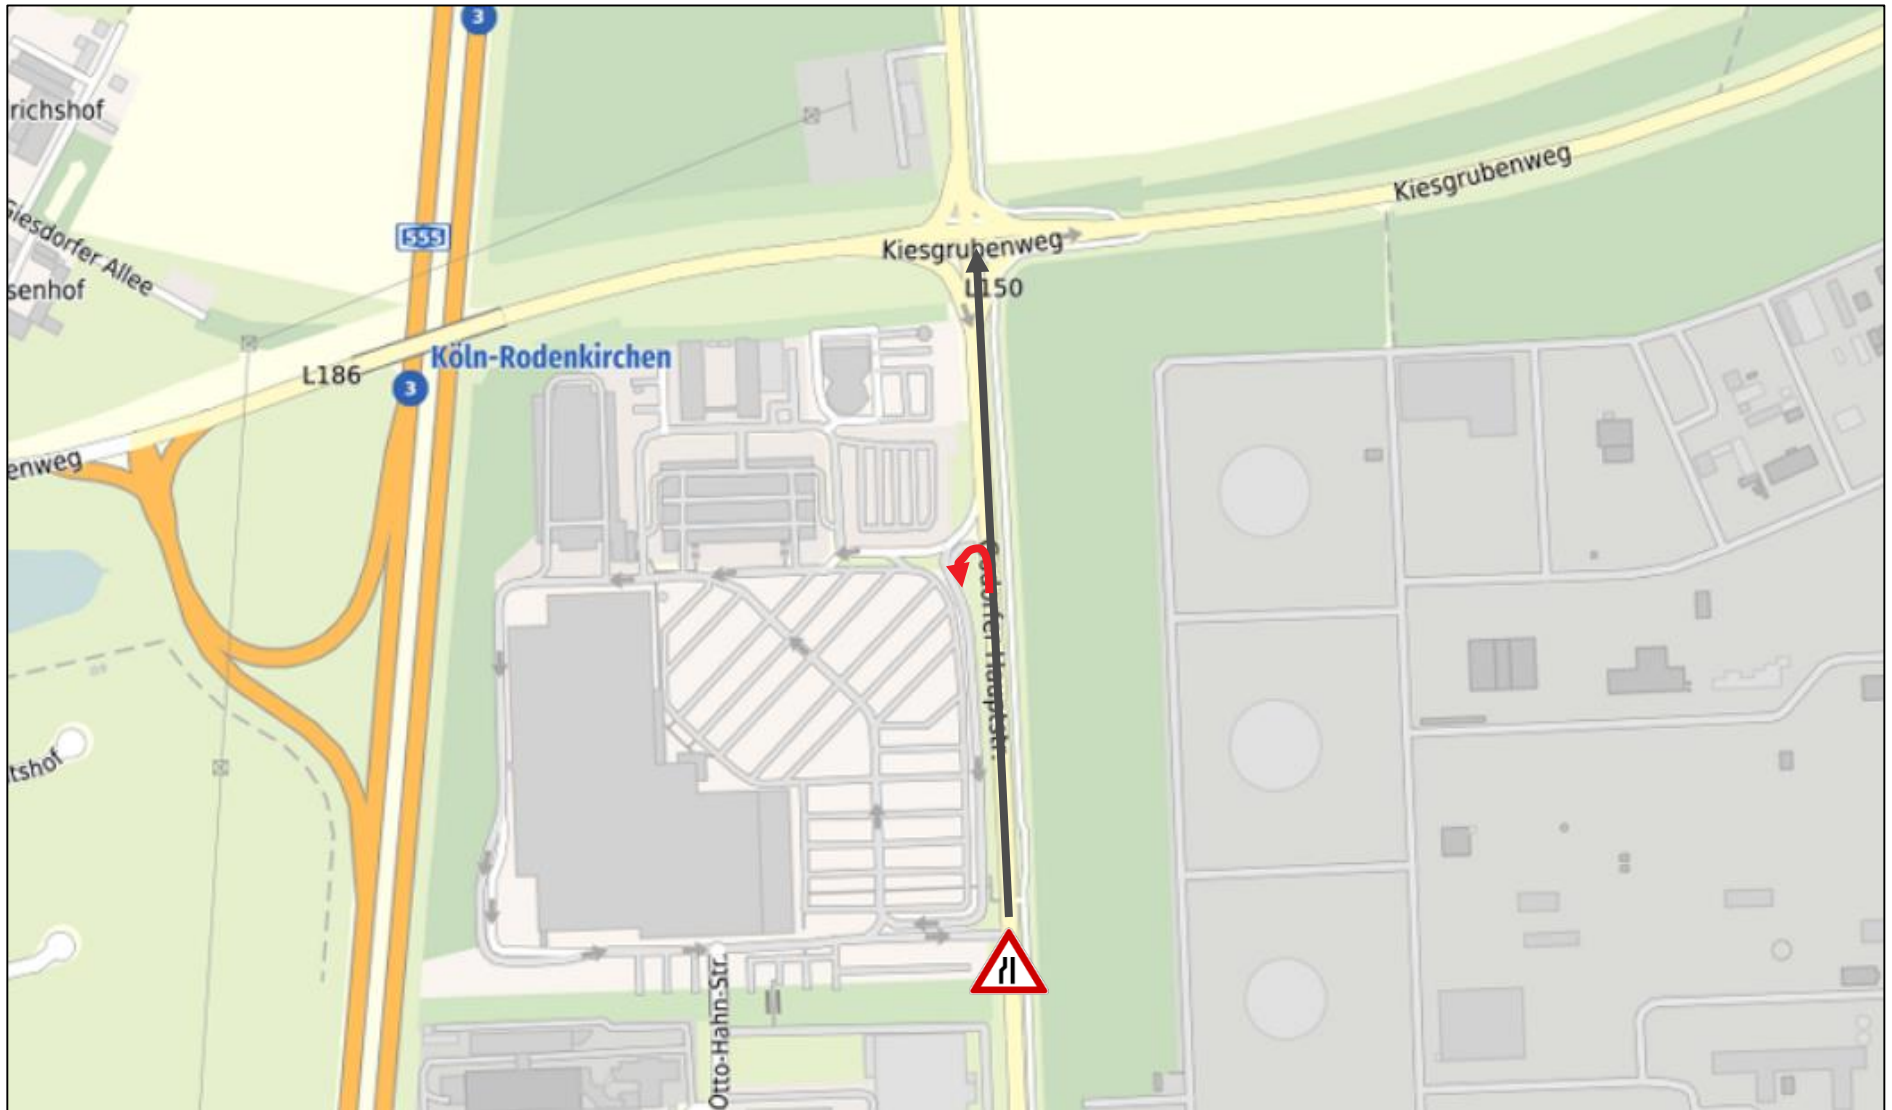 3
richshof
Giesdorfer Allee
senhof
555
Kiesgrubenweg
Kiesgrubenweg
L150
Köln-Rodenkirchen
L186
3
enweg
Godorfer Hauptstr.
tshof
Otto-Hahn-Str.